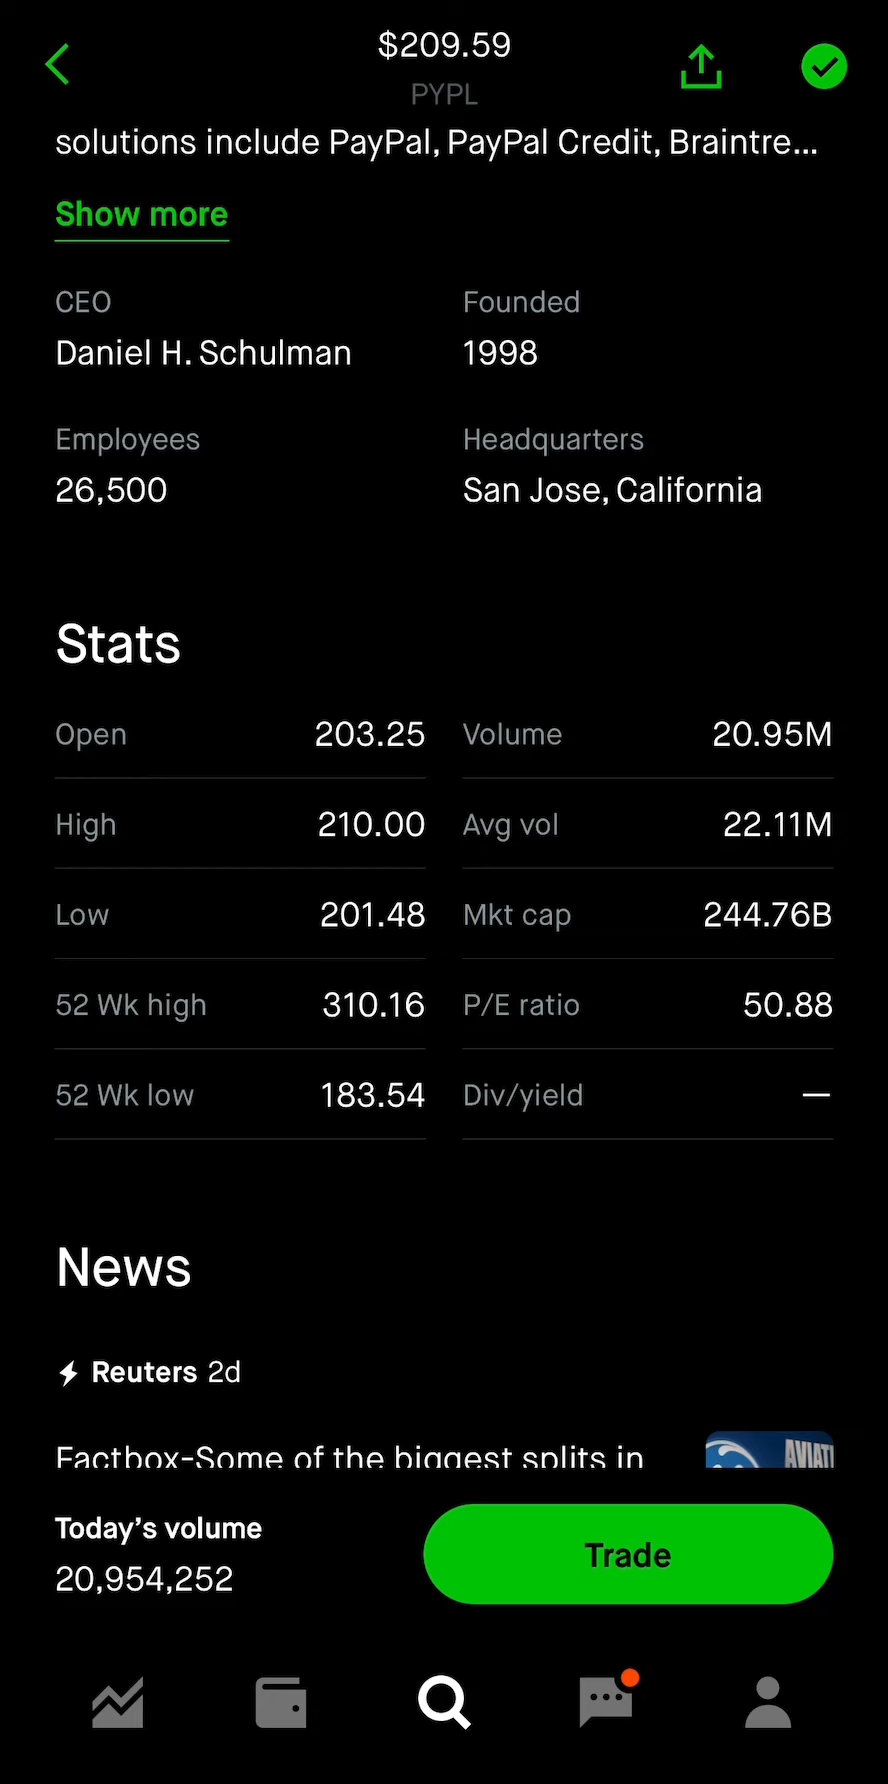 $209.59
PYPL
solutions include PayPal, PayPal Credit, Braintre...
Show more
CEO
Daniel H. Schulman
Founded
1998
Employees
26,500
Headquarters
San Jose, California
Stats
Open 203.25
Volume 20.95M
High 210.00
Avg vol 22.11M
Low 201.48
Mkt cap 244.76B
52 Wk high 310.16
P/E ratio 50.88
52 Wk low 183.54
Div/yield —
News
Reuters 2d
Factbox-Some of the biggest splits in
Today's volume
20,954,252
Trade